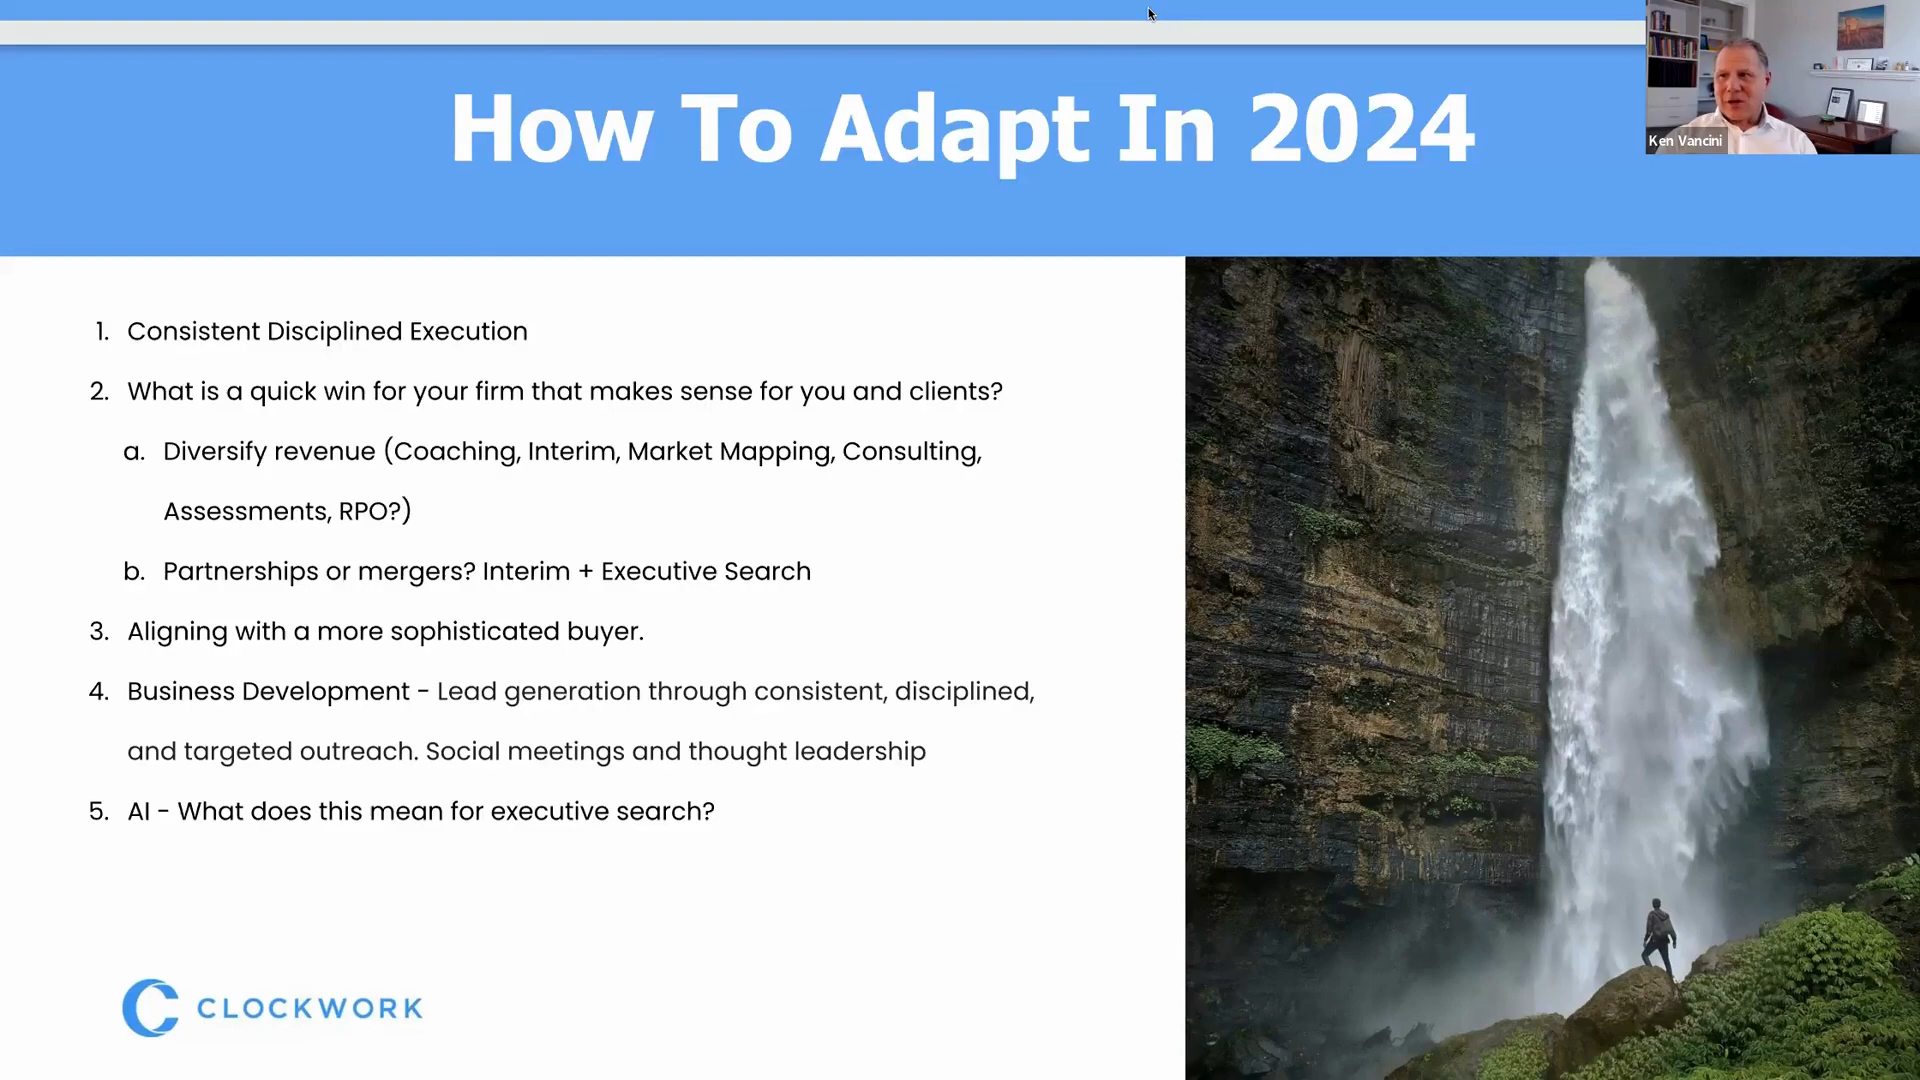 How To Adapt In 2024
Ken Vancini
1. Consistent Disciplined Execution
2. What is a quick win for your firm that makes sense for you and clients?
a. Diversify revenue (Coaching, Interim, Market Mapping, Consulting,
Assessments, RPO?)
b. Partnerships or mergers? Interim + Executive Search
3. Aligning with a more sophisticated buyer.
4. Business Development - Lead generation through consistent, disciplined,
and targeted outreach. Social meetings and thought leadership
5. AI - What does this mean for executive search?
CLOCKWORK